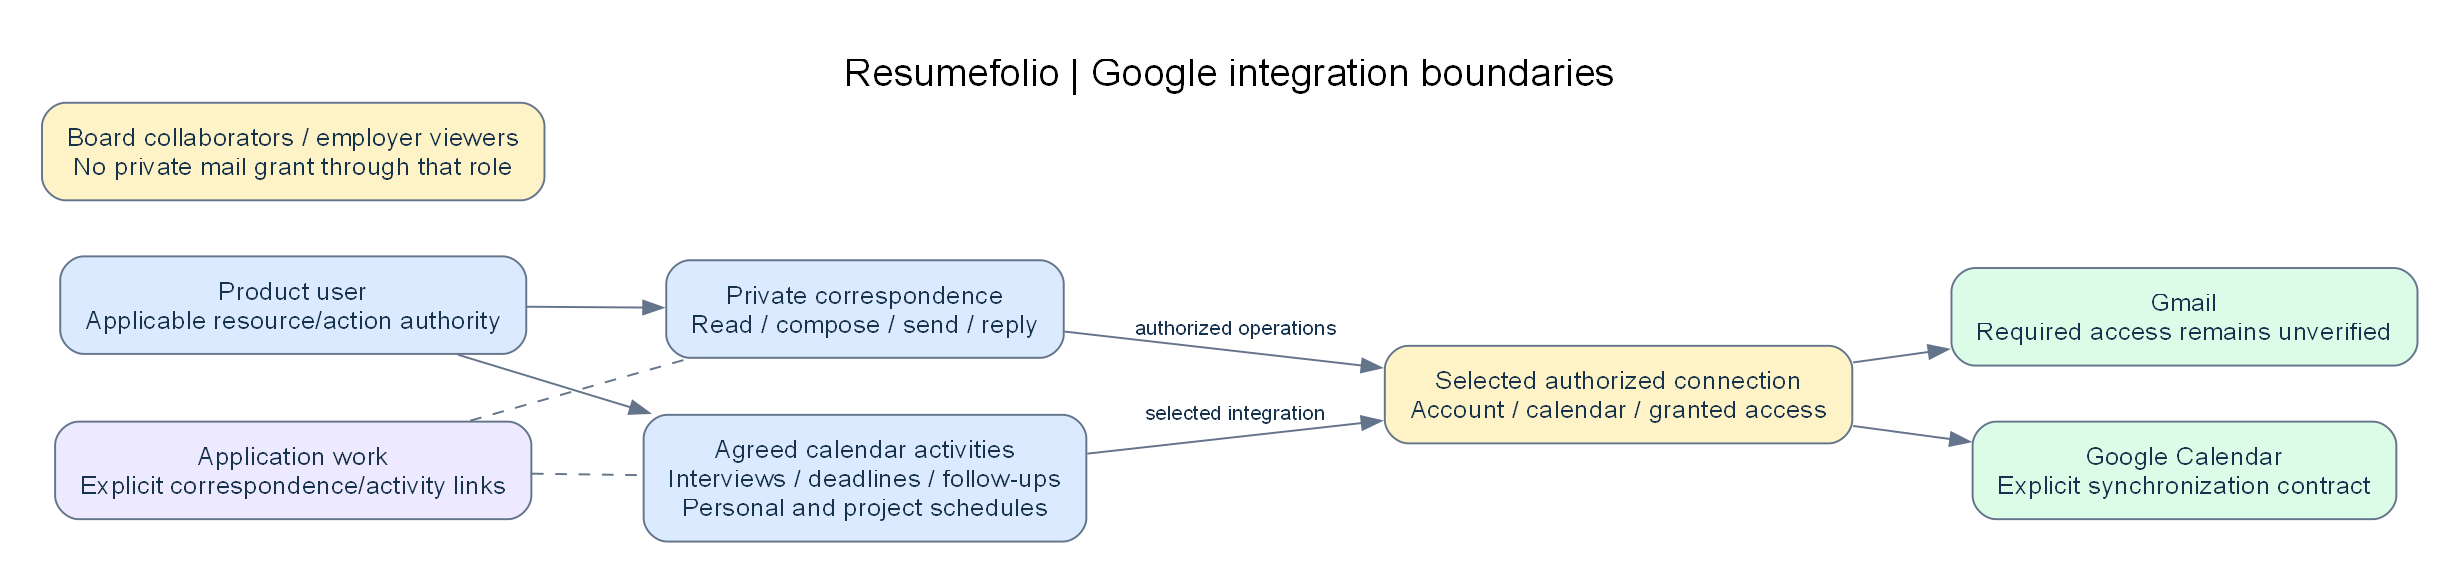 Resumefolio | Google integration boundaries
Board collaborators / employer viewers
No private mail grant through that role
Product user
Applicable resource/action authority
Private correspondence
Read / compose / send / reply
authorized operations
Application work
Explicit correspondence/activity links
Agreed calendar activities
Interviews / deadlines / follow-ups
Personal and project schedules
selected integration
Selected authorized connection
Account / calendar / granted access
Gmail
Required access remains unverified
Google Calendar
Explicit synchronization contract